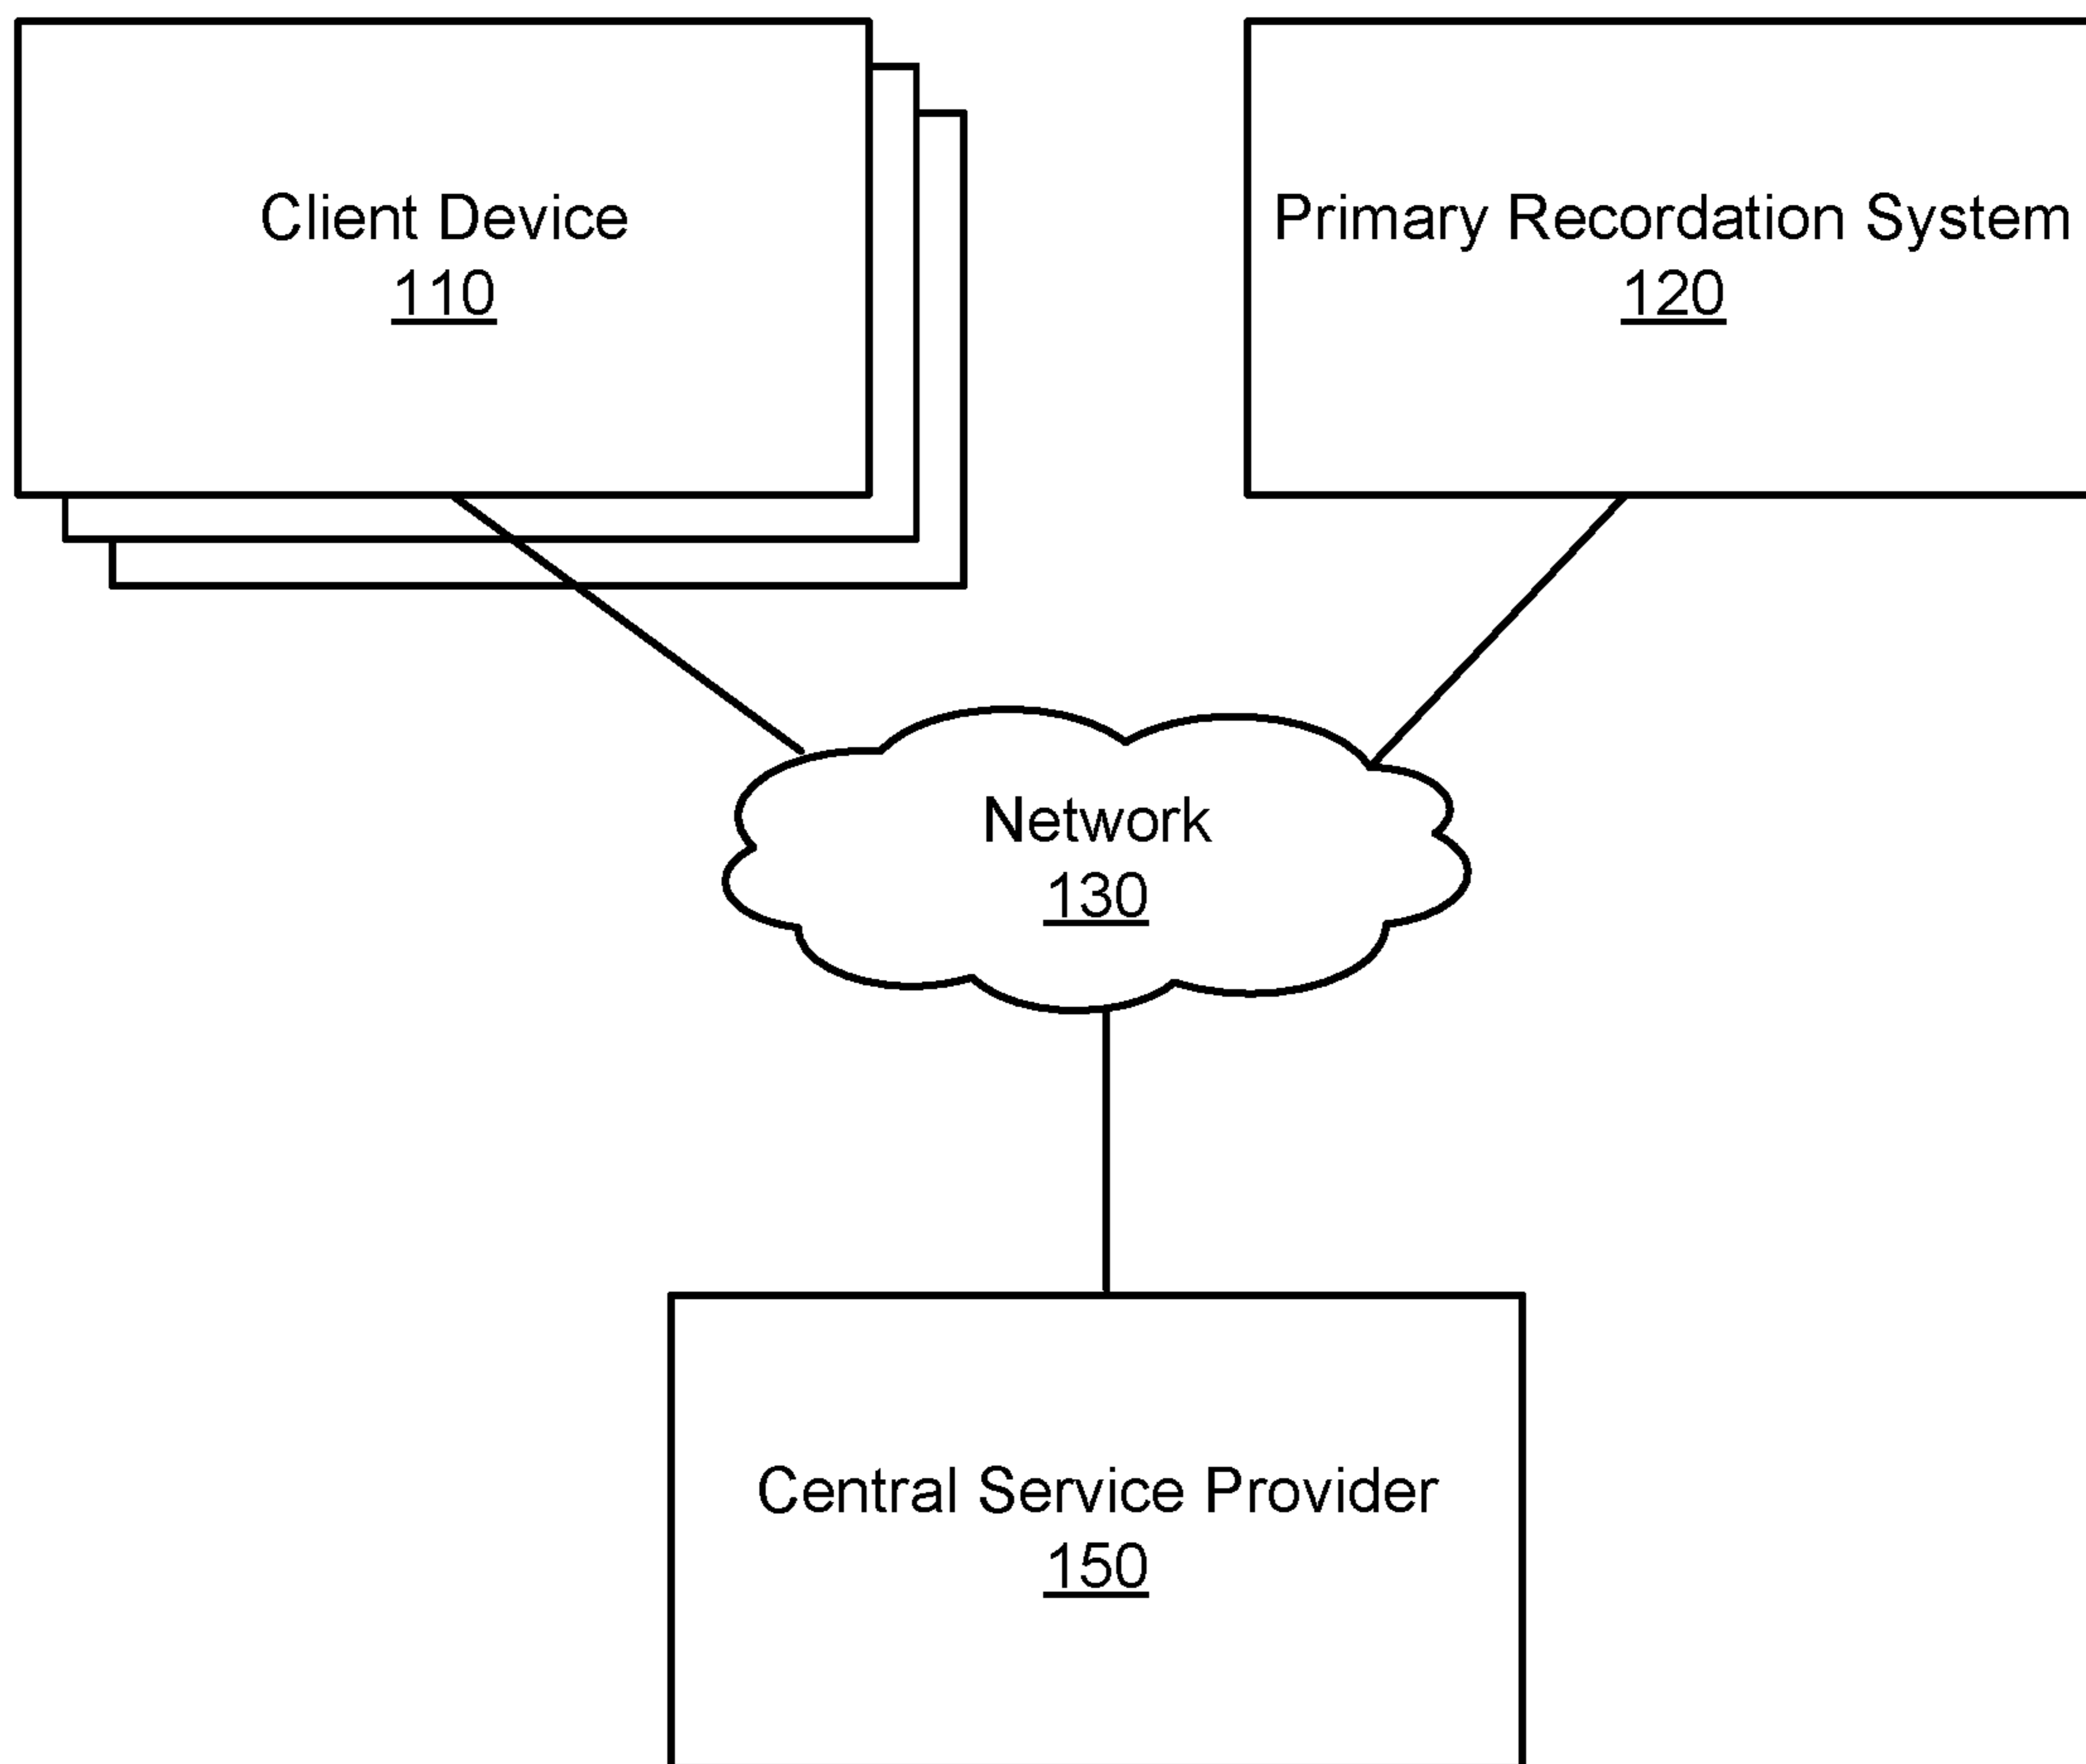 Client Device
110
Primary Recordation System
120
Network
130
Central Service Provider
150